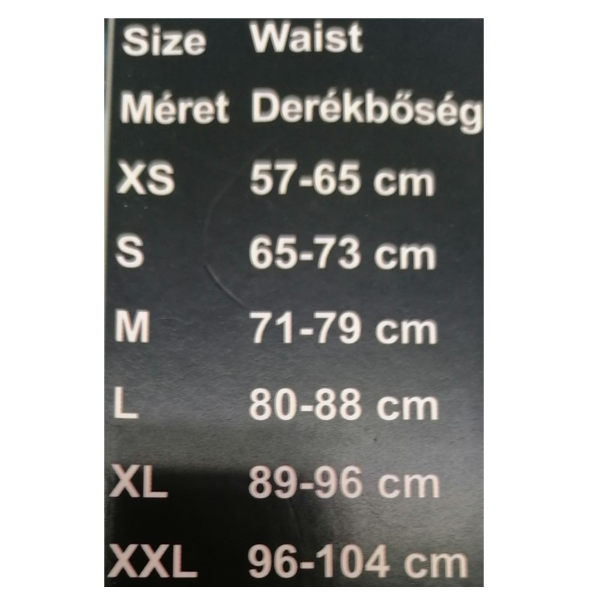 Size Waist
Méret Derékbőség
XS 57-65 cm
S 65-73 cm
M 71-79 cm
L 80-88 cm
XL 89-96 cm
XXL 96-104 cm